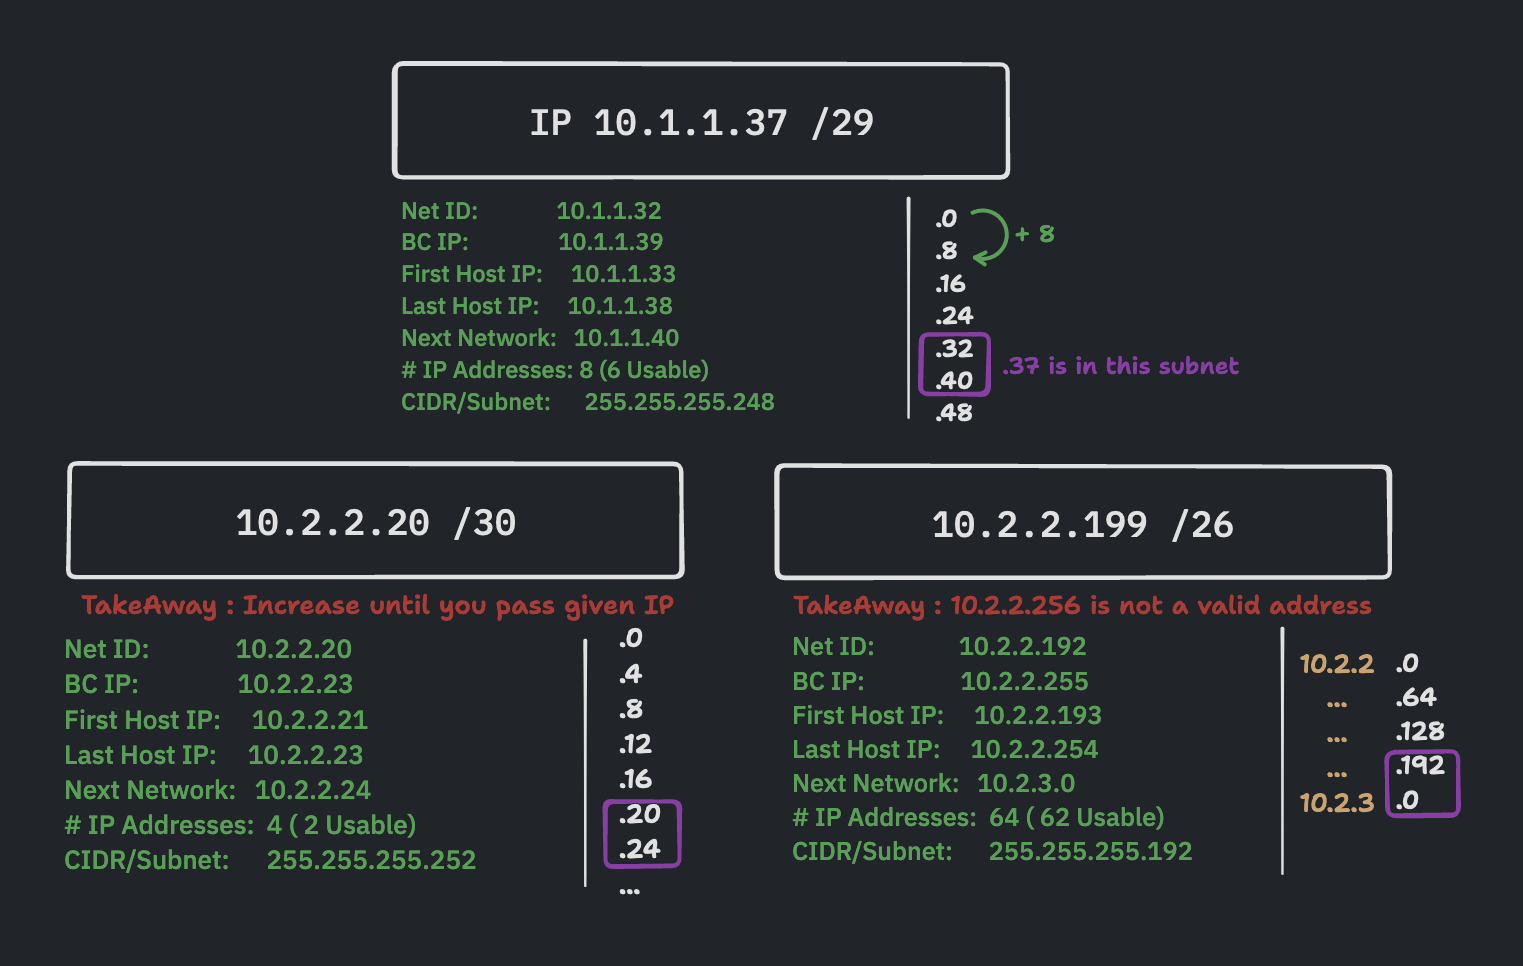 IP 10.1.1.37 /29
Net ID: 10.1.1.32
BC IP: 10.1.1.39
First Host IP: 10.1.1.33
Last Host IP: 10.1.1.38
Next Network: 10.1.1.40
# IP Addresses: 8 (6 Usable)
CIDR/Subnet: 255.255.255.248
.0
.8
+ 8
.16
.24
.32
.40
.37 is in this subnet
.48
10.2.2.20 /30
TakeAway : Increase until you pass given IP
Net ID: 10.2.2.20
BC IP: 10.2.2.23
First Host IP: 10.2.2.21
Last Host IP: 10.2.2.23
Next Network: 10.2.2.24
# IP Addresses: 4 ( 2 Usable)
CIDR/Subnet: 255.255.255.252
.0
.4
.8
.12
.16
.20
.24
...
10.2.2.199 /26
TakeAway : 10.2.2.256 is not a valid address
Net ID: 10.2.2.192
BC IP: 10.2.2.255
First Host IP: 10.2.2.193
Last Host IP: 10.2.2.254
Next Network: 10.2.3.0
# IP Addresses: 64 ( 62 Usable)
CIDR/Subnet: 255.255.255.192
10.2.2 .0
... .64
... .128
... .192
10.2.3 .0